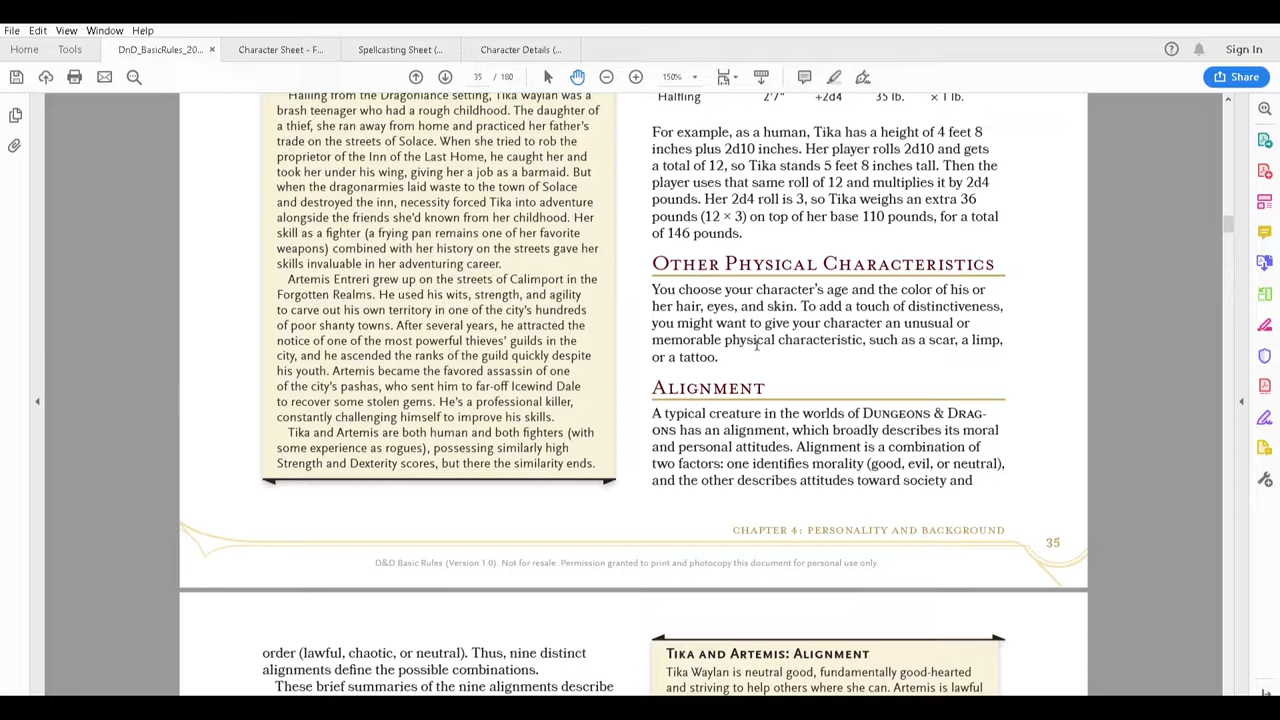 File Edit View Window Help
Home Tools DnD_BasicRules_20... × Character Sheet - F... Spellcasting Sheet (... Character Details (... Sign In
35 / 180 150% Share
Hailing from the Dragonlance setting, Tika Waylan was a
brash teenager who had a rough childhood. The daughter of
a thief, she ran away from home and practiced her father's
trade on the streets of Solace. When she tried to rob the
proprietor of the Inn of the Last Home, he caught her and
took her under his wing, giving her a job as a barmaid. But
when the dragonarmies laid waste to the town of Solace
and destroyed the inn, necessity forced Tika into adventure
alongside the friends she'd known from her childhood. Her
skill as a fighter (a frying pan remains one of her favorite
weapons) combined with her history on the streets gave her
skills invaluable in her adventuring career.
Artemis Entreri grew up on the streets of Calimport in the
Forgotten Realms. He used his wits, strength, and agility
to carve out his own territory in one of the city's hundreds
of poor shanty towns. After several years, he attracted the
notice of one of the most powerful thieves' guilds in the
city, and he ascended the ranks of the guild quickly despite
his youth. Artemis became the favored assassin of one
of the city's pashas, who sent him to far-off Icewind Dale
to recover some stolen gems. He's a professional killer,
constantly challenging himself to improve his skills.
Tika and Artemis are both human and both fighters (with
some experience as rogues), possessing similarly high
Strength and Dexterity scores, but there the similarity ends.
Halfling 2'7" +2d4 35 lb. × 1 lb.
For example, as a human, Tika has a height of 4 feet 8
inches plus 2d10 inches. Her player rolls 2d10 and gets
a total of 12, so Tika stands 5 feet 8 inches tall. Then the
player uses that same roll of 12 and multiplies it by 2d4
pounds. Her 2d4 roll is 3, so Tika weighs an extra 36
pounds (12 × 3) on top of her base 110 pounds, for a total
of 146 pounds.
OTHER PHYSICAL CHARACTERISTICS
You choose your character's age and the color of his or
her hair, eyes, and skin. To add a touch of distinctiveness,
you might want to give your character an unusual or
memorable physical characteristic, such as a scar, a limp,
or a tattoo.
ALIGNMENT
A typical creature in the worlds of DUNGEONS & DRAG-
ONS has an alignment, which broadly describes its moral
and personal attitudes. Alignment is a combination of
two factors: one identifies morality (good, evil, or neutral),
and the other describes attitudes toward society and
CHAPTER 4: PERSONALITY AND BACKGROUND
35
D&D Basic Rules (Version 1.0). Not for resale. Permission granted to print and photocopy this document for personal use only.
order (lawful, chaotic, or neutral). Thus, nine distinct
alignments define the possible combinations.
These brief summaries of the nine alignments describe
TIKA AND ARTEMIS: ALIGNMENT
Tika Waylan is neutral good, fundamentally good-hearted
and striving to help others where she can. Artemis is lawful